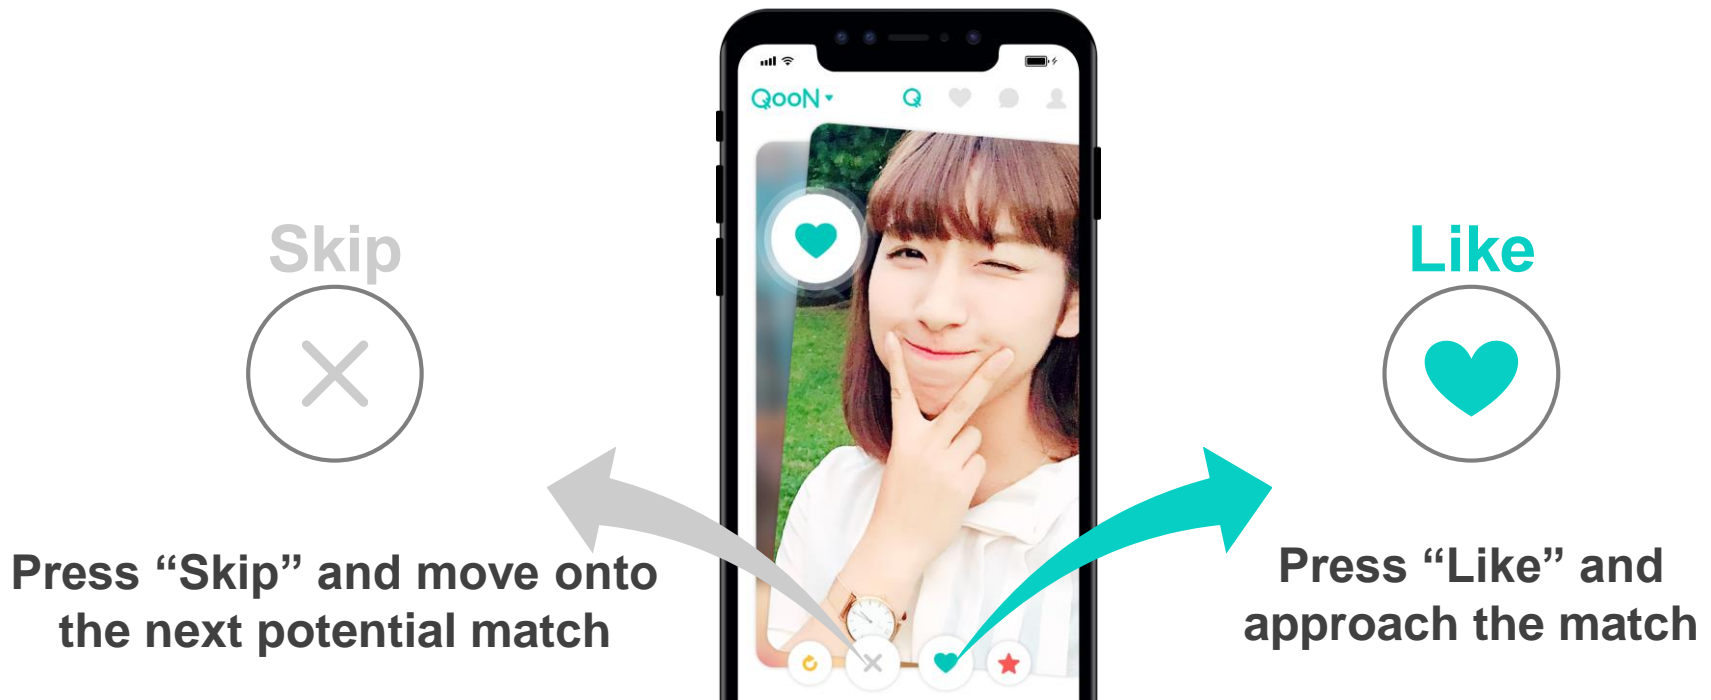 QooN
Skip
Press “Skip” and move onto
the next potential match
Like
Press “Like” and
approach the match